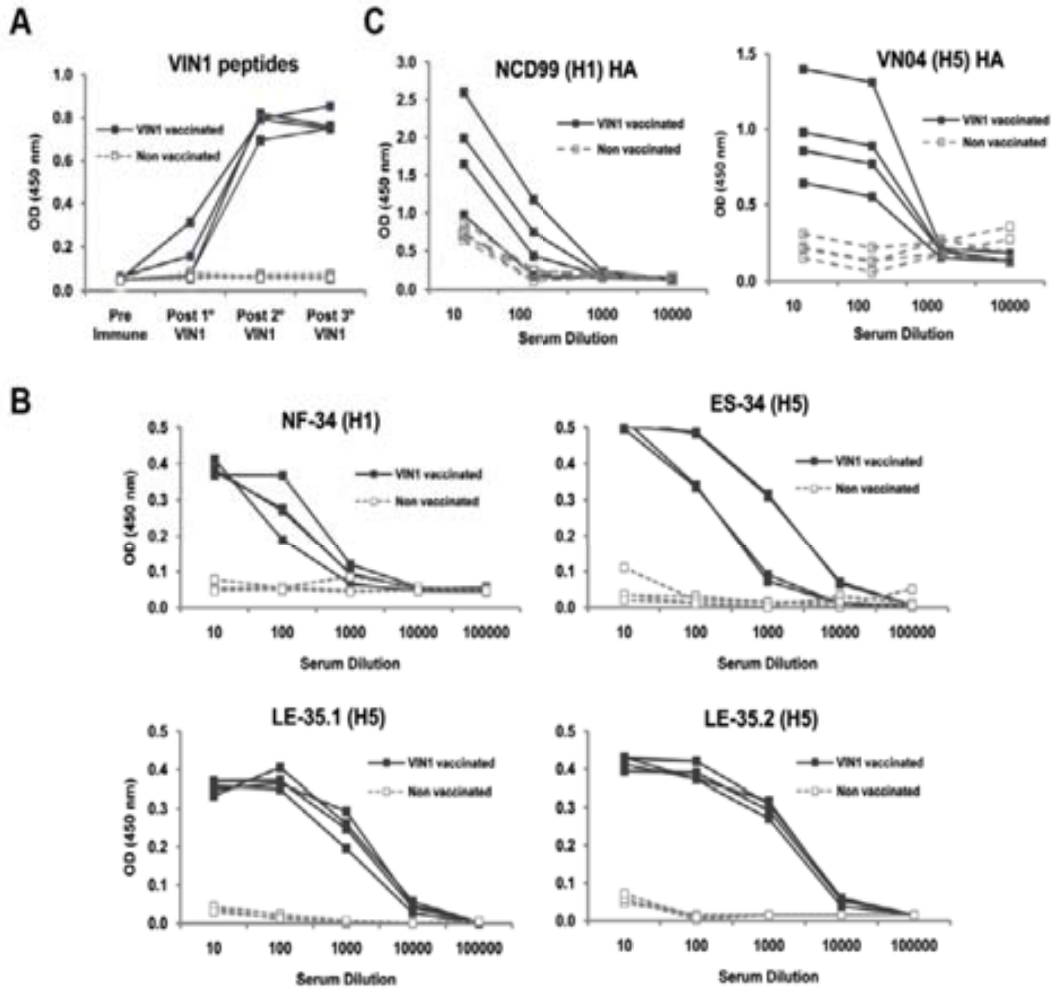 A
VIN1 peptides
OD (450 nm)
1.0
0.8
0.6
0.4
0.2
0.0
VIN1 vaccinated
Non vaccinated
Pre Immune
Post 1º VIN1
Post 2º VIN1
Post 3º VIN1
C
NCD99 (H1) HA
OD (450 nm)
3.0
2.5
2.0
1.5
1.0
0.5
0.0
VIN1 vaccinated
Non vaccinated
10 100 1000 10000
Serum Dilution
VN04 (H5) HA
OD (450 nm)
1.5
1.0
0.5
0.0
VIN1 vaccinated
Non vaccinated
10 100 1000 10000
Serum Dilution
B
NF-34 (H1)
OD (450 nm)
0.5
0.4
0.3
0.2
0.1
0.0
VIN1 vaccinated
Non vaccinated
10 100 1000 10000 100000
Serum Dilution
ES-34 (H5)
OD (450 nm)
0.5
0.4
0.3
0.2
0.1
0.0
VIN1 vaccinated
Non vaccinated
10 100 1000 10000 100000
Serum Dilution
LE-35.1 (H5)
OD (450 nm)
0.5
0.4
0.3
0.2
0.1
0.0
VIN1 vaccinated
Non vaccinated
10 100 1000 10000 100000
Serum Dilution
LE-35.2 (H5)
OD (450 nm)
0.5
0.4
0.3
0.2
0.1
0.0
VIN1 vaccinated
Non vaccinated
10 100 1000 10000 100000
Serum Dilution